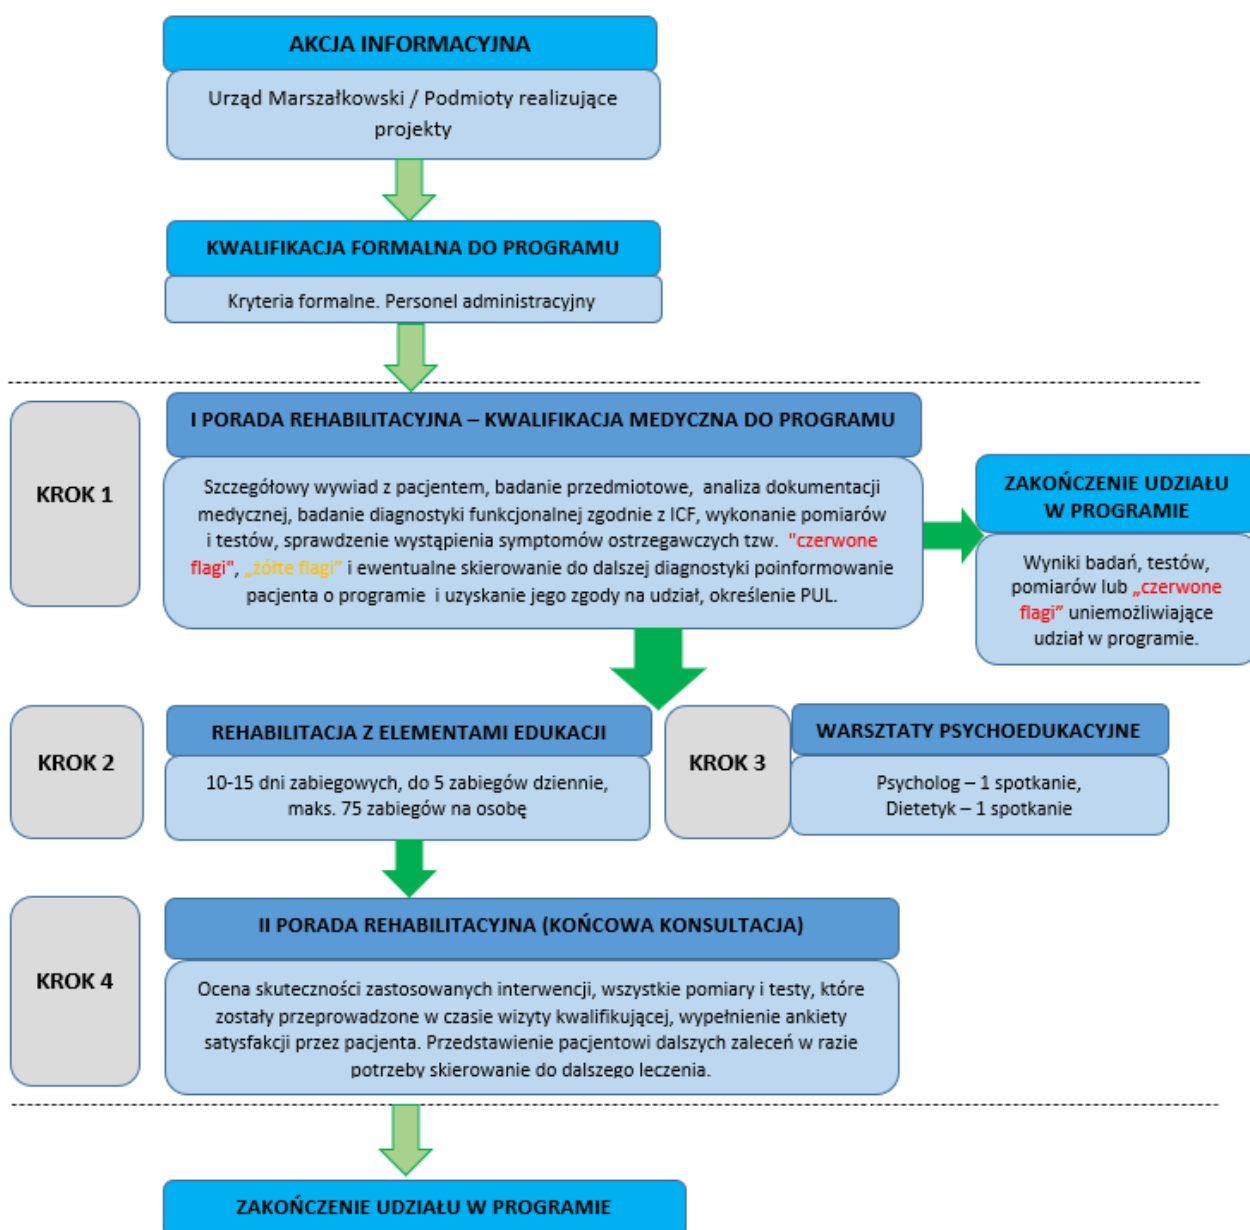 AKCJA INFORMACYJNA
Urząd Marszałkowski / Podmioty realizujące
projekty
KWALIFIKACJA FORMALNA DO PROGRAMU
Kryteria formalne. Personel administracyjny
KROK 1
I PORADA REHABILITACYJNA – KWALIFIKACJA MEDYCZNA DO PROGRAMU
Szczegółowy wywiad z pacjentem, badanie przedmiotowe, analiza dokumentacji
medycznej, badanie diagnostyki funkcjonalnej zgodnie z ICF, wykonanie pomiarów
i testów, sprawdzenie wystąpienia symptomów ostrzegawczych tzw. "czerwone
flagi", „żółte flagi” i ewentualne skierowanie do dalszej diagnostyki poinformowanie
pacjenta o programie i uzyskanie jego zgody na udział, określenie PUL.
ZAKOŃCZENIE UDZIAŁU
W PROGRAMIE
Wyniki badań, testów,
pomiarów lub „czerwone
flagi” uniemożliwiające
udział w programie.
KROK 2
REHABILITACJA Z ELEMENTAMI EDUKACJI
10-15 dni zabiegowych, do 5 zabiegów dziennie,
maks. 75 zabiegów na osobę
KROK 3
WARSZTATY PSYCHOEDUKACYJNE
Psycholog – 1 spotkanie,
Dietetyk – 1 spotkanie
KROK 4
II PORADA REHABILITACYJNA (KOŃCOWA KONSULTACJA)
Ocena skuteczności zastosowanych interwencji, wszystkie pomiary i testy, które
zostały przeprowadzone w czasie wizyty kwalifikującej, wypełnienie ankiety
satysfakcji przez pacjenta. Przedstawienie pacjentowi dalszych zaleceń w razie
potrzeby skierowanie do dalszego leczenia.
ZAKOŃCZENIE UDZIAŁU W PROGRAMIE